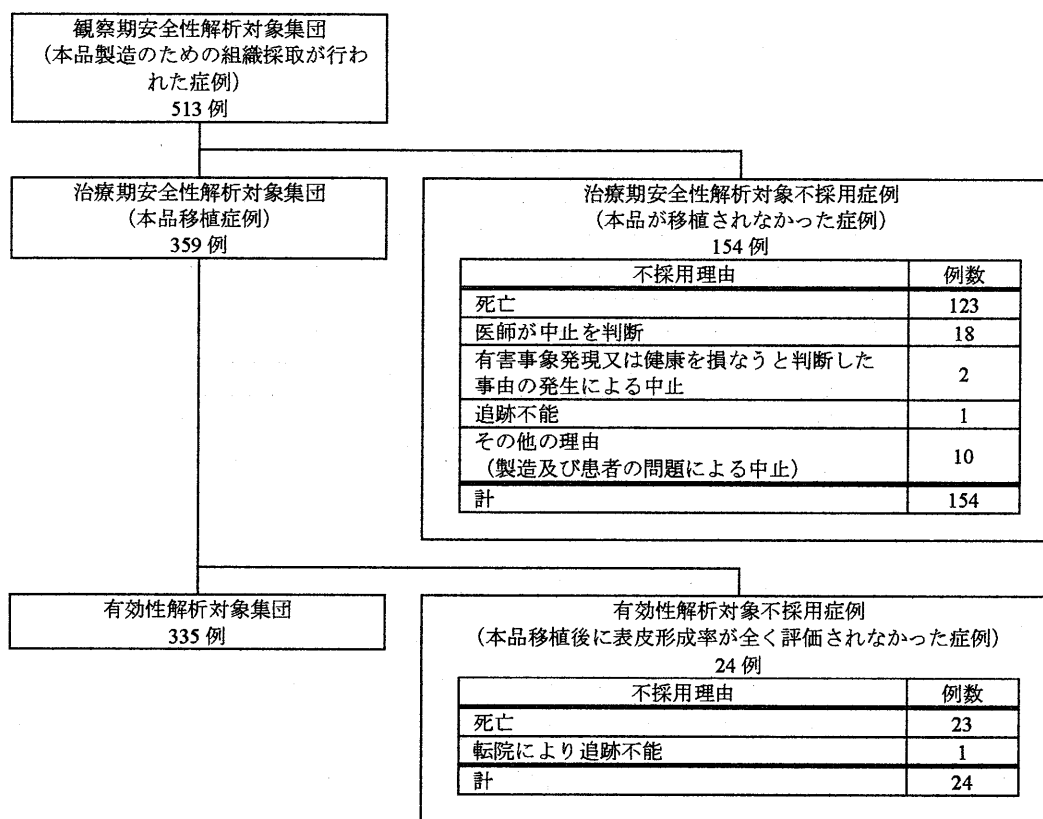 観察期安全性解析対象集団
(本品製造のための組織採取が行わ
れた症例)
513 例
治療期安全性解析対象集団
(本品移植症例)
359 例
治療期安全性解析対象不採用症例
(本品が移植されなかった症例)
154 例
不採用理由 例数
死亡 123
医師が中止を判断 18
有害事象発現又は健康を損なうと判断した
事由の発生による中止 2
追跡不能 1
その他の理由
(製造及び患者の問題による中止) 10
計 154
有効性解析対象集団
335 例
有効性解析対象不採用症例
(本品移植後に表皮形成率が全く評価されなかった症例)
24 例
不採用理由 例数
死亡 23
転院により追跡不能 1
計 24